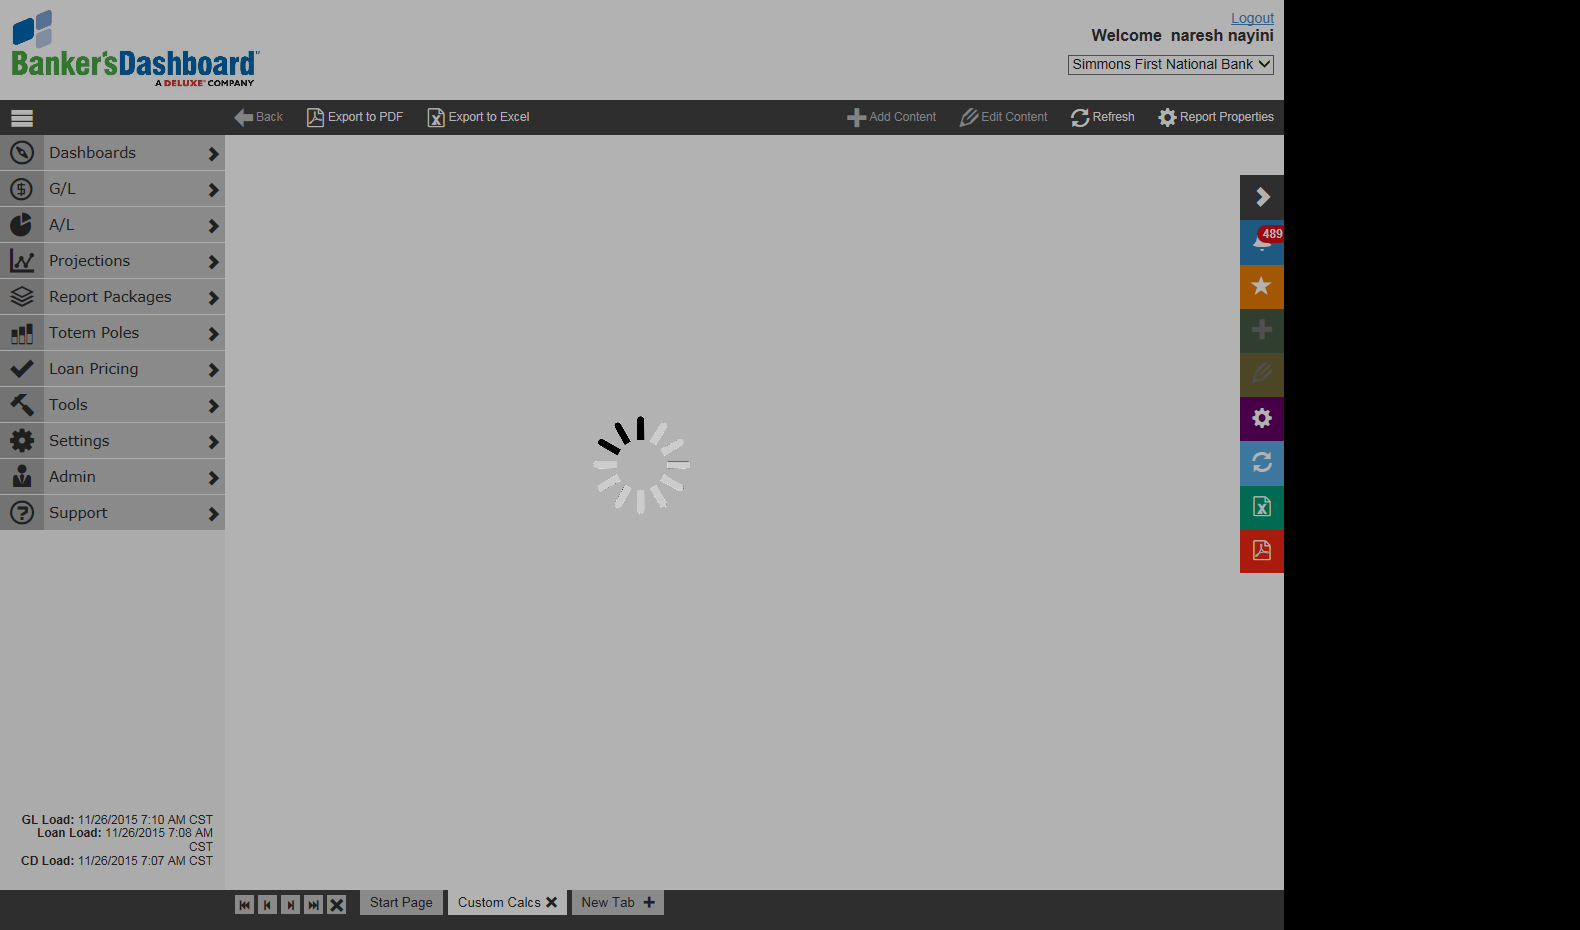 Logout
Welcome naresh nayini
Banker'sDashboard™
A DELUXE® COMPANY
Simmons First National Bank
Back
Export to PDF
Export to Excel
Add Content
Edit Content
Refresh
Report Properties
Dashboards
G/L
A/L
Projections
Report Packages
Totem Poles
Loan Pricing
Tools
Settings
Admin
Support
489
GL Load: 11/26/2015 7:10 AM CST
Loan Load: 11/26/2015 7:08 AM
CST
CD Load: 11/26/2015 7:07 AM CST
Start Page
Custom Calcs
New Tab